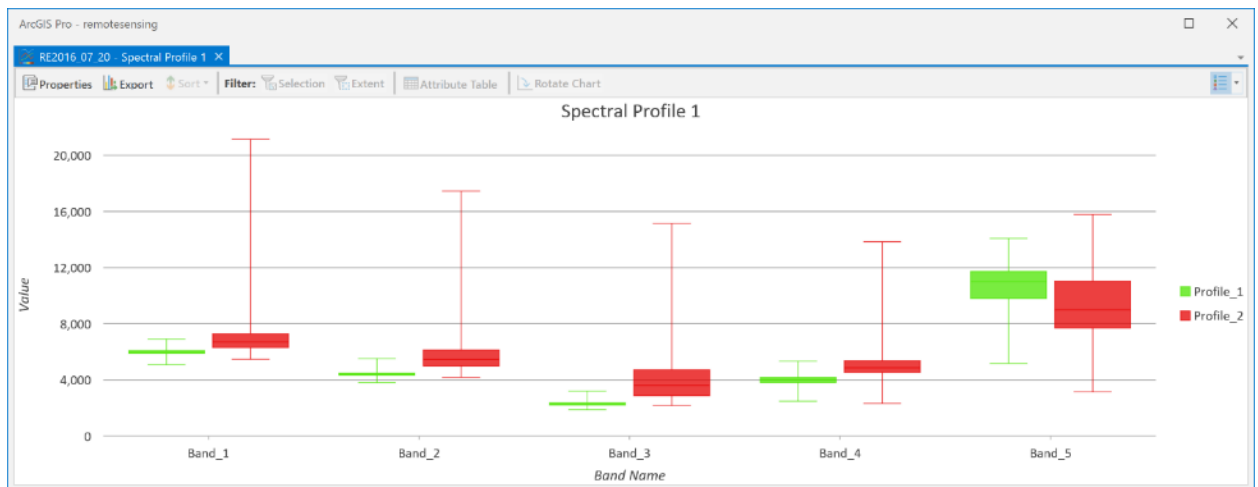 ArcGIS Pro - remotesensing
RE2016_07_20 - Spectral Profile 1
Properties Export Sort Filter: Selection Extent Attribute Table Rotate Chart
Spectral Profile 1
20,000
16,000
12,000
8,000
4,000
0
Value
Band_1 Band_2 Band_3 Band_4 Band_5
Band Name
Profile_1
Profile_2